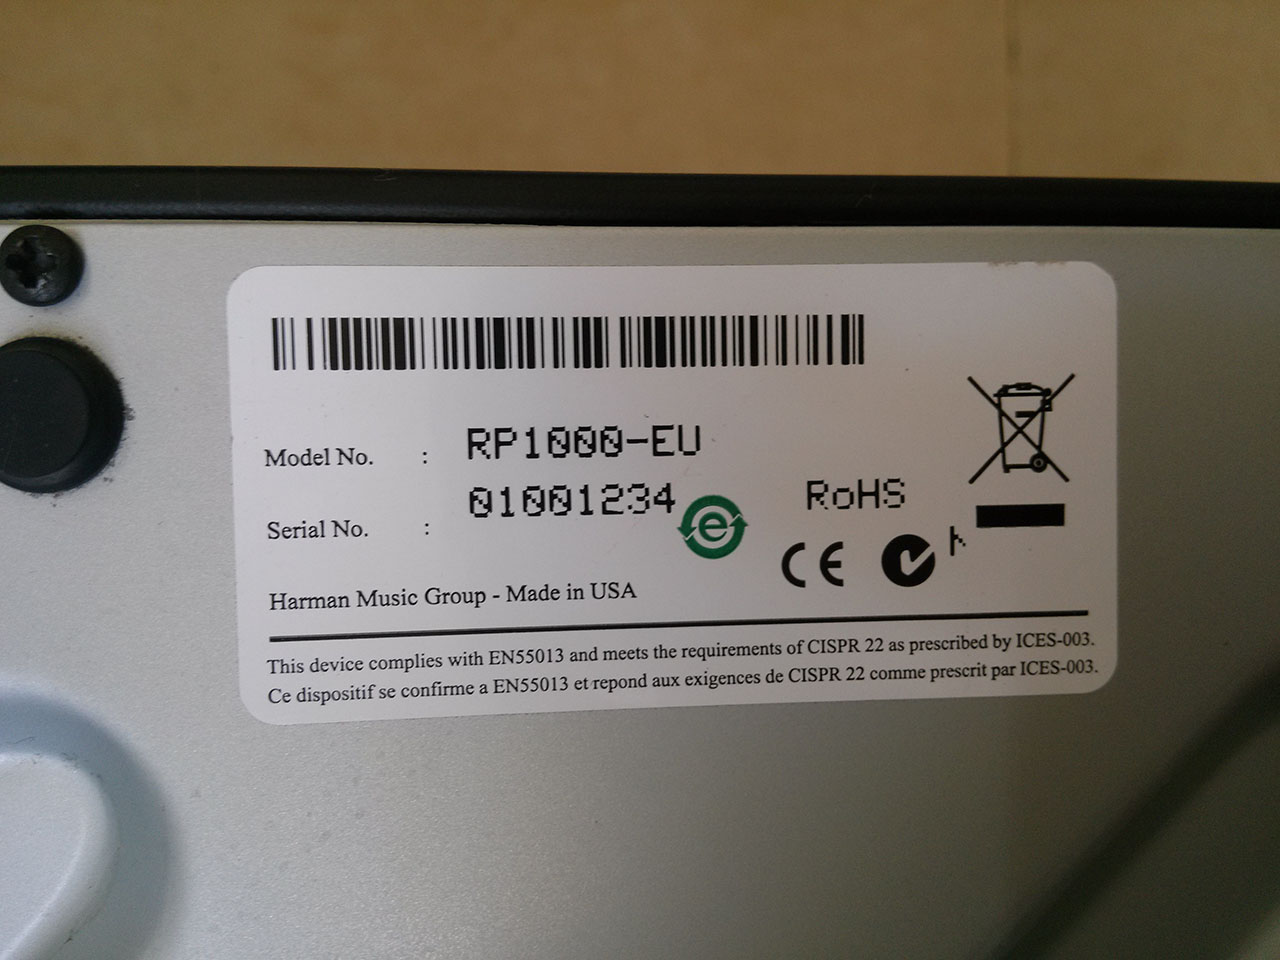 Model No. : RP1000-EU
Serial No. : 01001234
e
RoHS
CE
Harman Music Group - Made in USA
This device complies with EN55013 and meets the requirements of CISPR 22 as prescribed by ICES-003.
Ce dispositif se confirme a EN55013 et repond aux exigences de CISPR 22 comme prescrit par ICES-003.